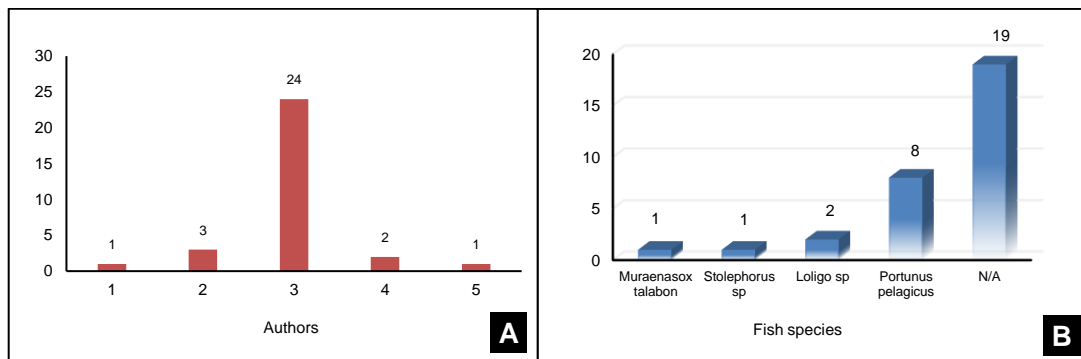 30
25
20
15
10
5
0
1
3
24
2
1
1
2
3
4
5
Authors
A
20
15
10
5
0
1
1
2
8
19
Muraenasox
talabon
Stolephorus
sp
Loligo sp
Portunus
pelagicus
N/A
Fish species
B